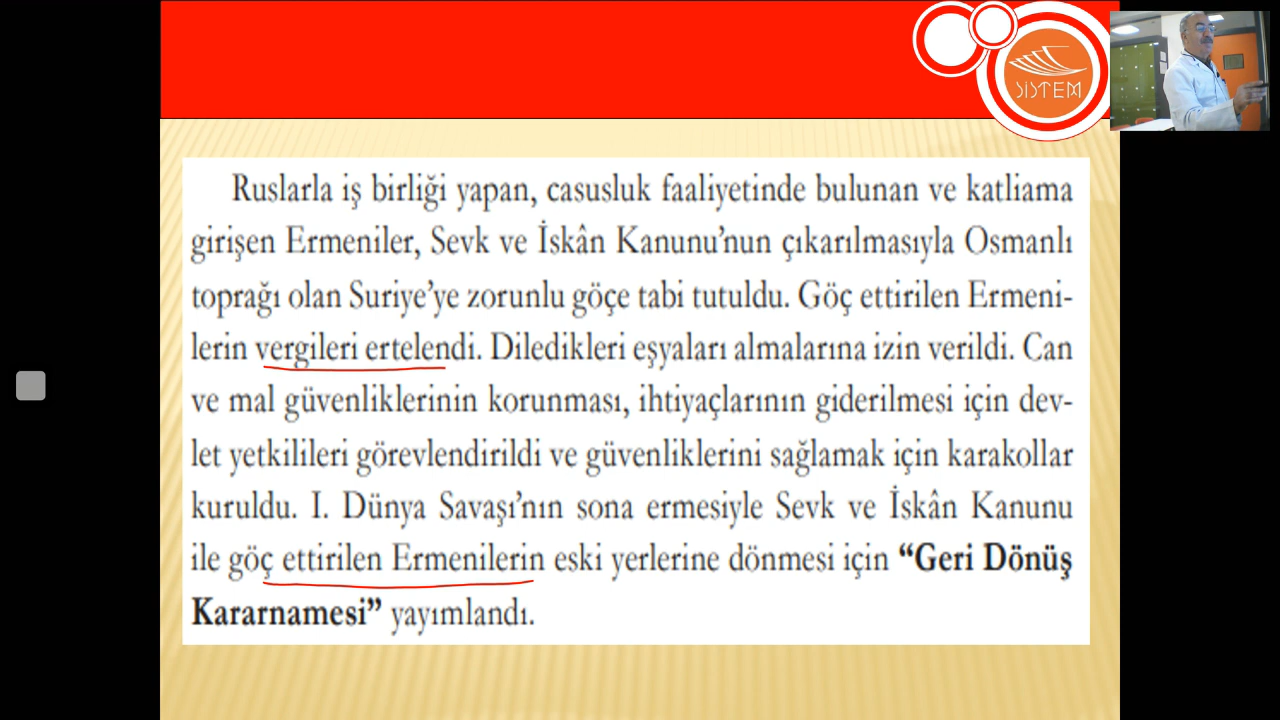 SİSTEM
Ruslarla iş birliği yapan, casusluk faaliyetinde bulunan ve katliama
girişen Ermeniler, Sevk ve İskân Kanunu’nun çıkarılmasıyla Osmanlı
toprağı olan Suriye’ye zorunlu göçe tabi tutuldu. Göç ettirilen Ermeni-
lerin vergileri ertelendi. Diledikleri eşyaları almalarına izin verildi. Can
ve mal güvenliklerinin korunması, ihtiyaçlarının giderilmesi için dev-
let yetkilileri görevlendirildi ve güvenliklerini sağlamak için karakollar
kuruldu. I. Dünya Savaşı’nın sona ermesiyle Sevk ve İskân Kanunu
ile göç ettirilen Ermenilerin eski yerlerine dönmesi için “Geri Dönüş
Kararnamesi” yayımlandı.